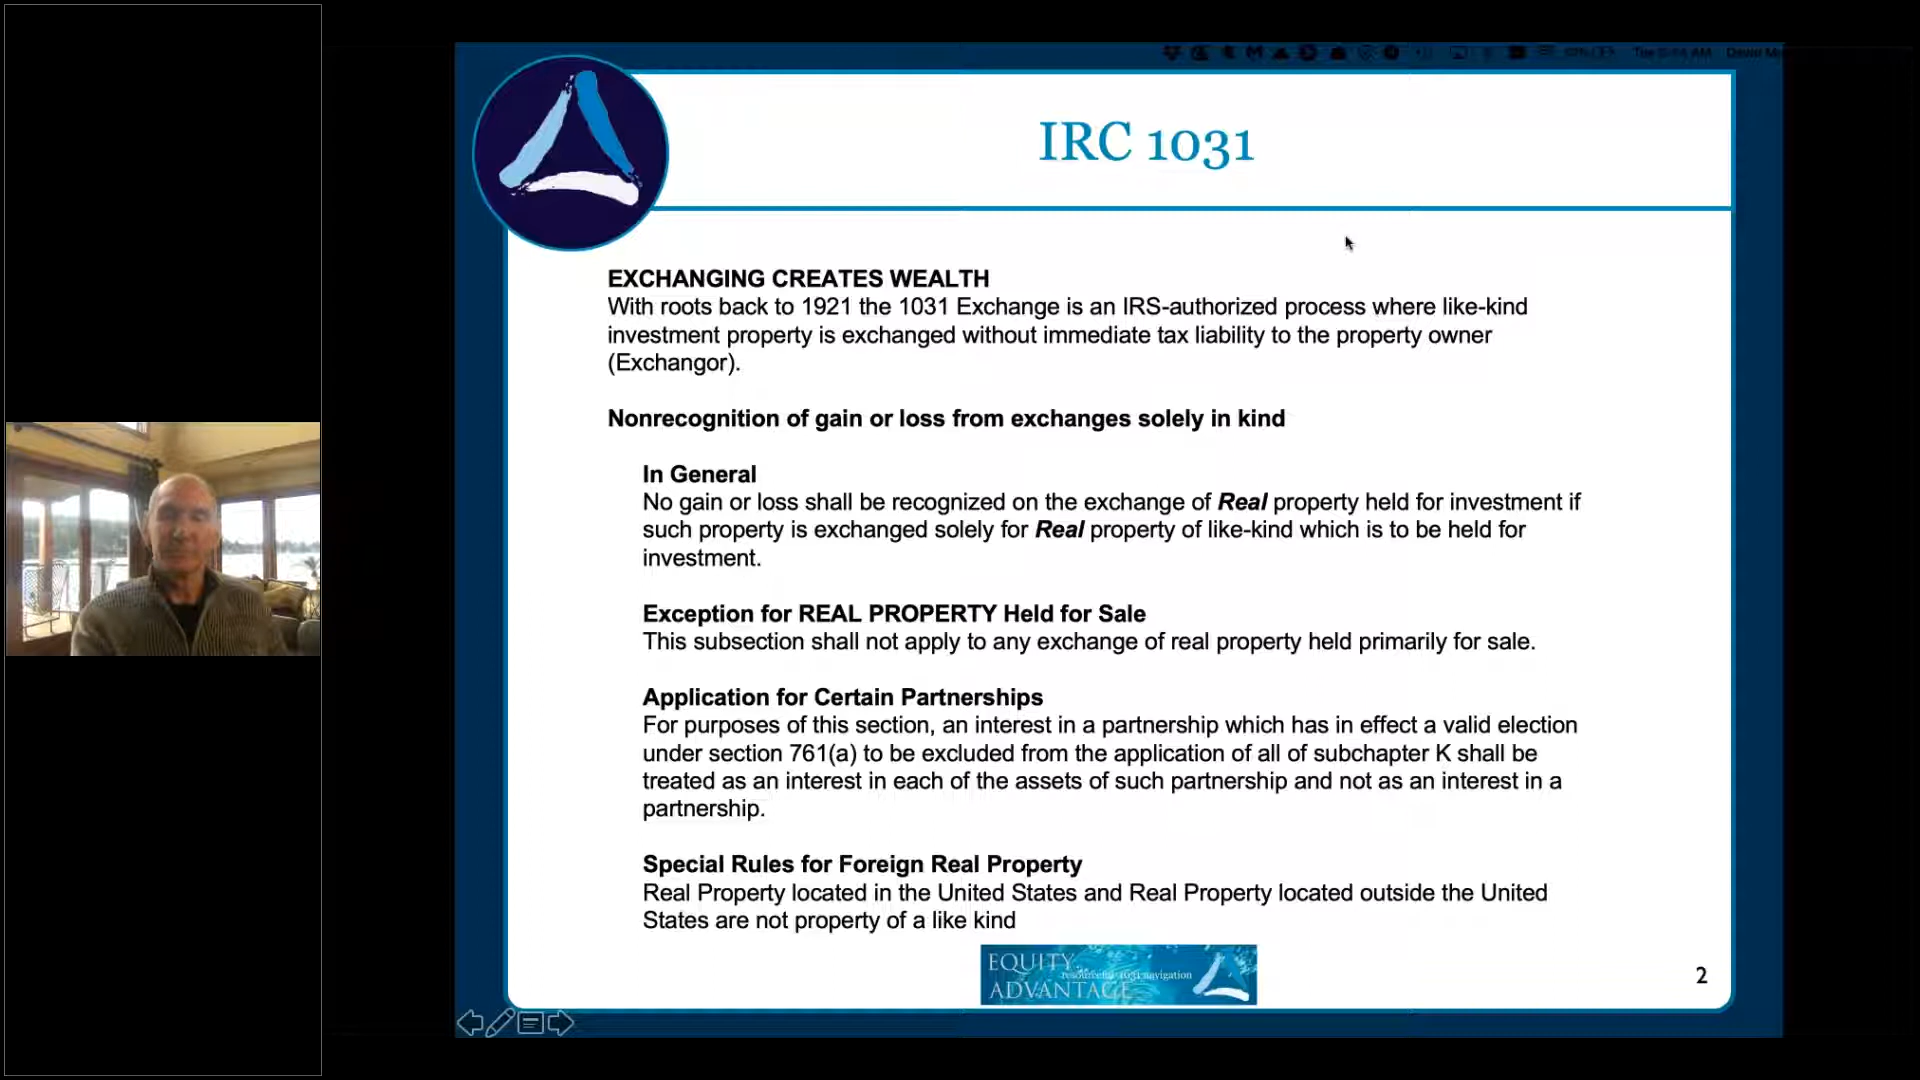 IRC 1031
EXCHANGING CREATES WEALTH
With roots back to 1921 the 1031 Exchange is an IRS-authorized process where like-kind
investment property is exchanged without immediate tax liability to the property owner
(Exchangor).
Nonrecognition of gain or loss from exchanges solely in kind
In General
No gain or loss shall be recognized on the exchange of Real property held for investment if
such property is exchanged solely for Real property of like-kind which is to be held for
investment.
Exception for REAL PROPERTY Held for Sale
This subsection shall not apply to any exchange of real property held primarily for sale.
Application for Certain Partnerships
For purposes of this section, an interest in a partnership which has in effect a valid election
under section 761(a) to be excluded from the application of all of subchapter K shall be
treated as an interest in each of the assets of such partnership and not as an interest in a
partnership.
Special Rules for Foreign Real Property
Real Property located in the United States and Real Property located outside the United
States are not property of a like kind
EQUITY
resourceful 1031 navigation
ADVANTAGE
2